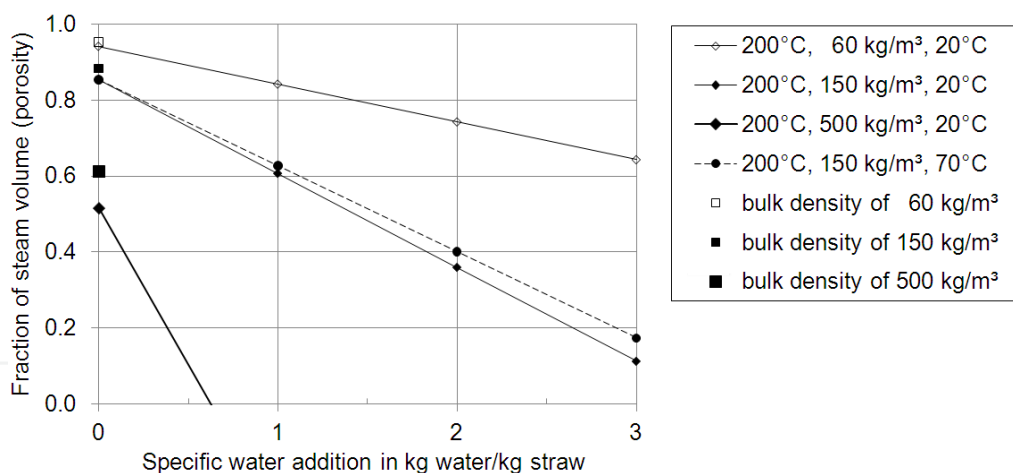 1.0
0.8
0.6
0.4
0.2
0.0
Fraction of steam volume (porosity)
0 1 2 3
Specific water addition in kg water/kg straw
200°C, 60 kg/m³, 20°C
200°C, 150 kg/m³, 20°C
200°C, 500 kg/m³, 20°C
200°C, 150 kg/m³, 70°C
bulk density of 60 kg/m³
bulk density of 150 kg/m³
bulk density of 500 kg/m³